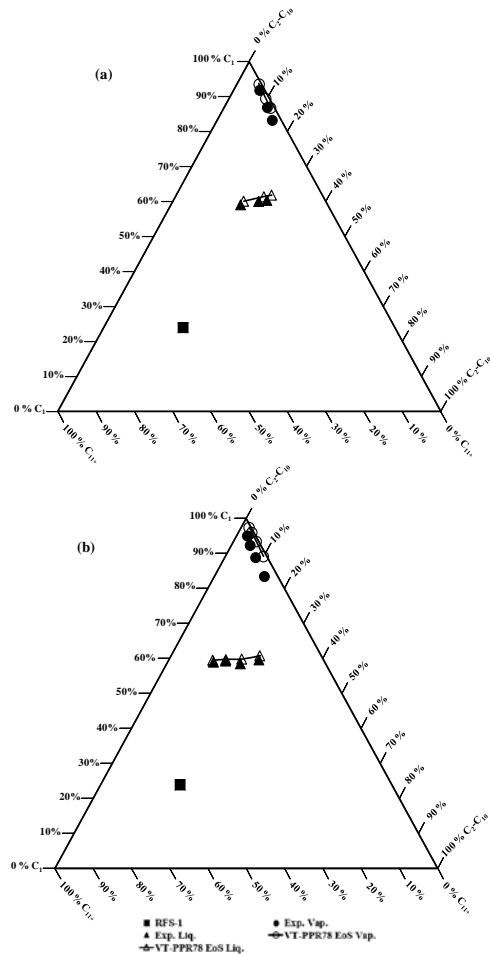 (a)
0 % C2-C10
100 % C1
10 %
90%
20 %
80%
30 %
70%
40 %
60%
50 %
50%
60 %
40%
70 %
30%
80 %
20%
90 %
10%
100 % C2-C10
0 % C1
100 % C11+
90 %
80 %
70 %
60 %
50 %
40 %
30 %
20 %
10 %
0 % C11+
(b)
0 % C2-C10
100 % C1
10 %
90%
20 %
80%
30 %
70%
40 %
60%
50 %
50%
60 %
40%
70 %
30%
80 %
20%
90 %
10%
100 % C2-C10
0 % C1
100 % C11+
90 %
80 %
70 %
60 %
50 %
40 %
30 %
20 %
10 %
0 % C11+
RFS-1
Exp. Vap.
Exp. Liq.
VT-PPR78 EoS Vap.
VT-PPR78 EoS Liq.